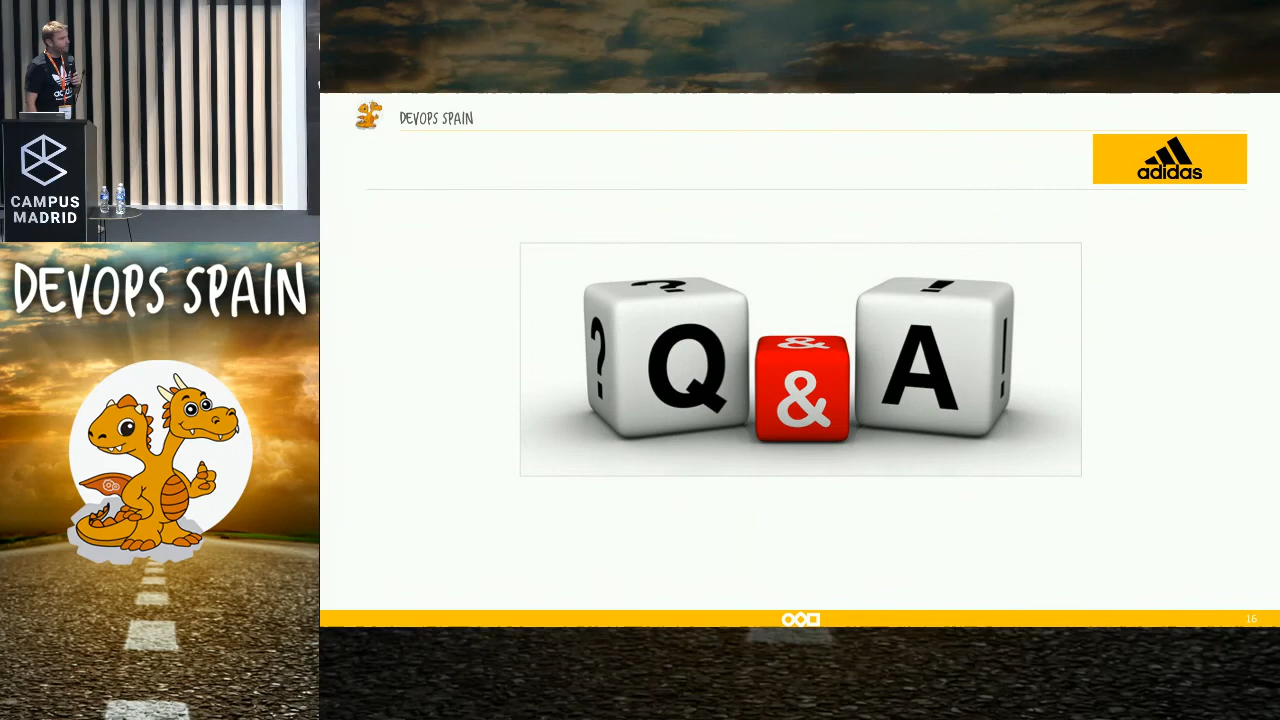 CAMPUS
MADRID
DEVOPS SPAIN
DEVOPS SPAIN
adidas
? ? Q & & A ! !
16